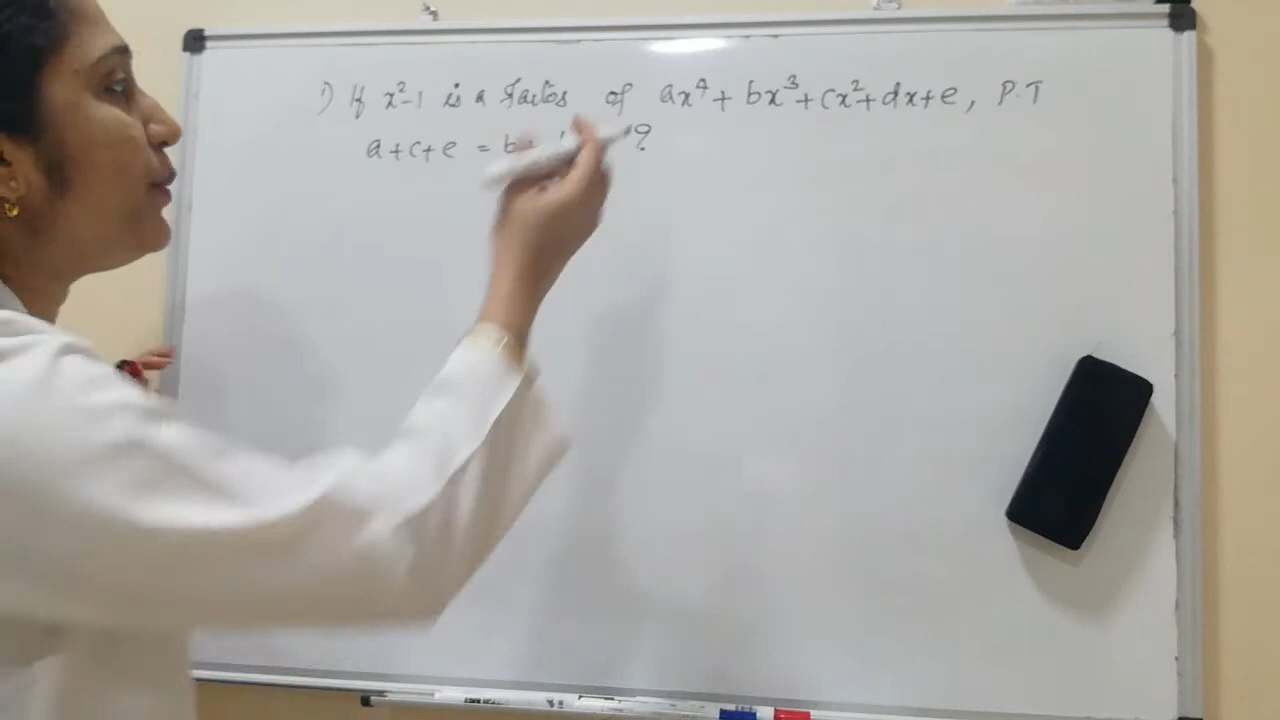 1) If x²-1 is a factor of ax⁴ + bx³ + cx² + dx + e, P.T
a + c + e = b+ ?